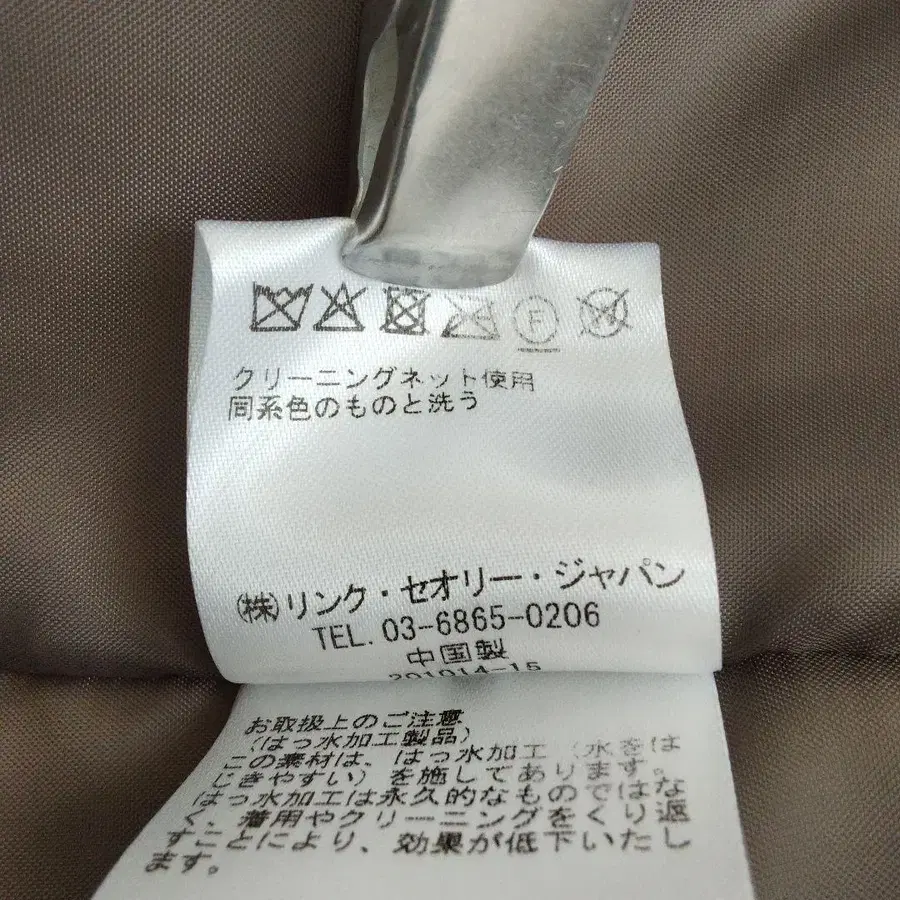 F
W
クリーニングネット使用
同系色のものと洗う
(株)リンク・セオリー・ジャパン
TEL. 03-6865-0206
中国製
201014-15
お取扱上のご注意
(はっ水加工製品)
この素材は、はっ水加工(水をは
じきやすい)を施してあります。
はっ水加工は永久的なものではな
く、着用やクリーニングをくり返
すことにより、効果が低下いたし
ます。